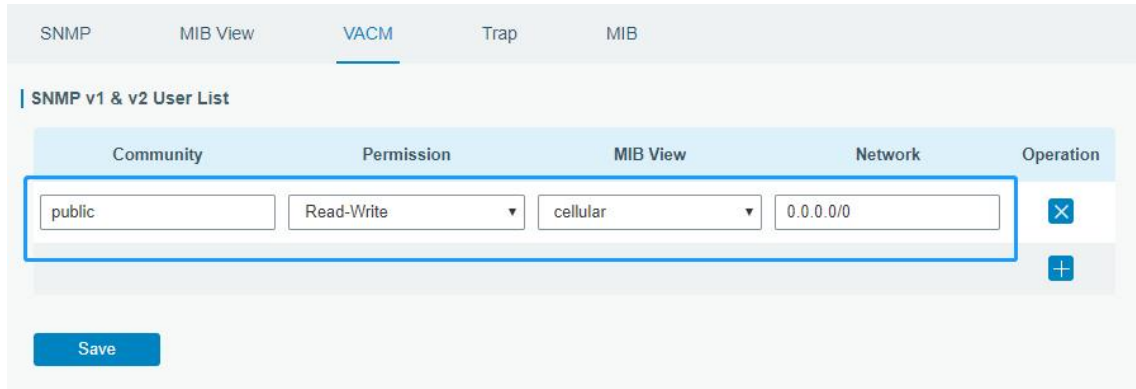 SNMP MIB View VACM Trap MIB
SNMP v1 & v2 User List
Community Permission MIB View Network Operation
public Read-Write cellular 0.0.0.0/0
Save